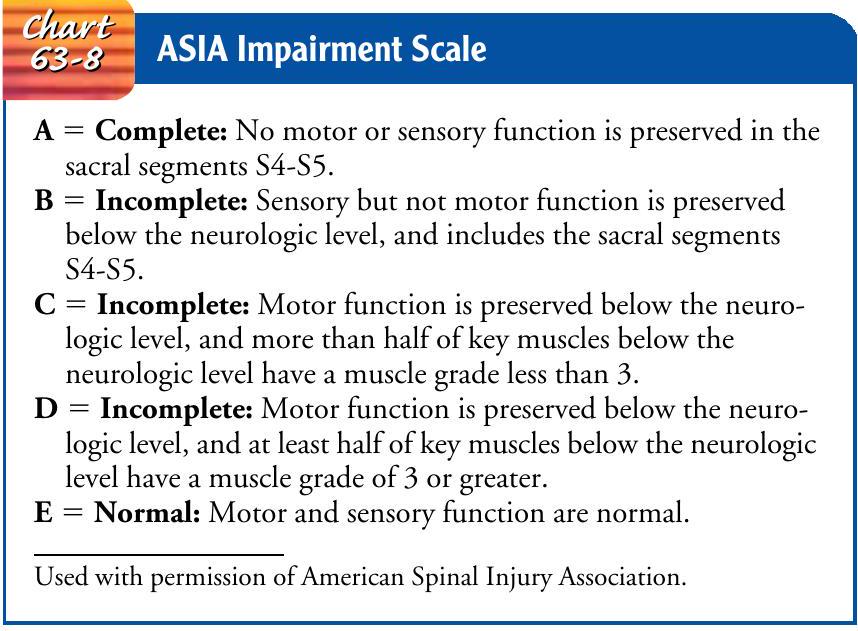 Chart
63-8
ASIA Impairment Scale
A = Complete: No motor or sensory function is preserved in the
sacral segments S4-S5.
B = Incomplete: Sensory but not motor function is preserved
below the neurologic level, and includes the sacral segments
S4-S5.
C = Incomplete: Motor function is preserved below the neuro-
logic level, and more than half of key muscles below the
neurologic level have a muscle grade less than 3.
D = Incomplete: Motor function is preserved below the neuro-
logic level, and at least half of key muscles below the neurologic
level have a muscle grade of 3 or greater.
E = Normal: Motor and sensory function are normal.
Used with permission of American Spinal Injury Association.